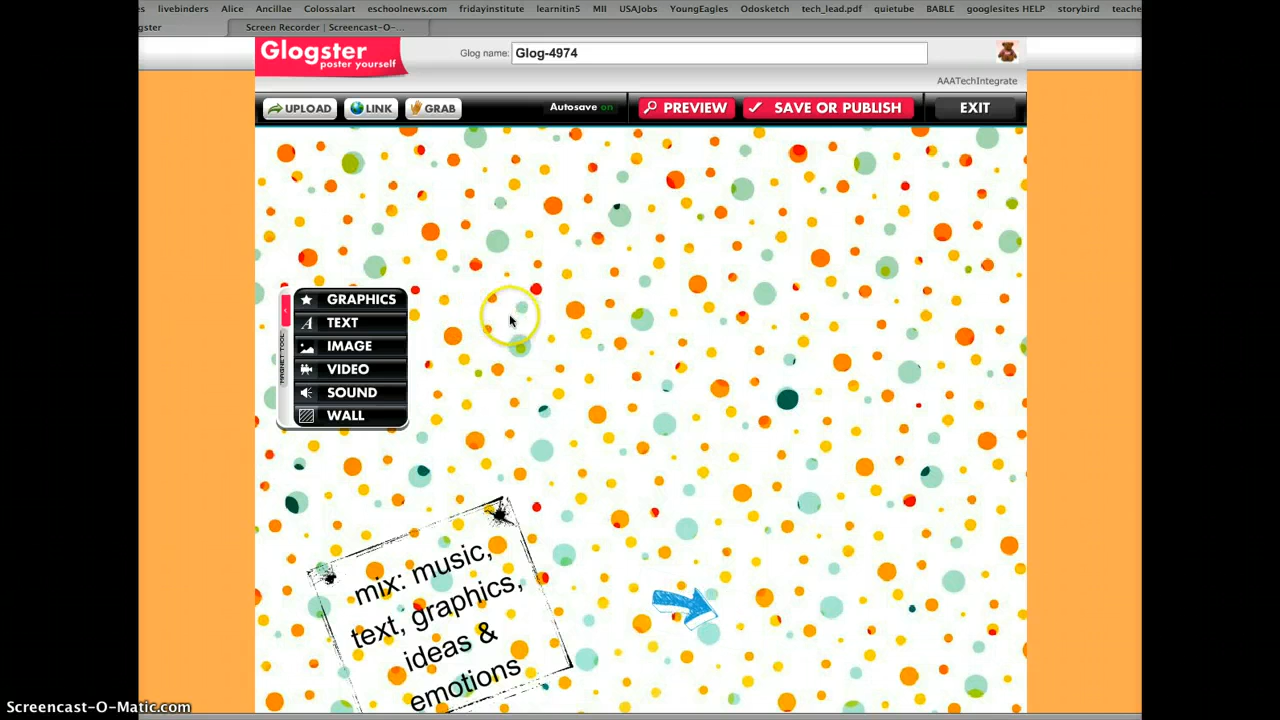 livebinders Alice Ancillae Colossalart eschoolnews.com fridayinstitute learnitin5 MII USAJobs YoungEagles Odosketch tech_lead.pdf quietube BABLE googlesites HELP storybird teache
gster Screen Recorder | Screencast-O-...
Glogster
poster yourself
Glog name: Glog-4974
AAATechIntegrate
UPLOAD LINK GRAB Autosave on PREVIEW SAVE OR PUBLISH EXIT
GRAPHICS
TEXT
IMAGE
VIDEO
SOUND
WALL
MAGNET TOOL
mix: music,
text, graphics,
ideas &
emotions
Screencast-O-Matic.com